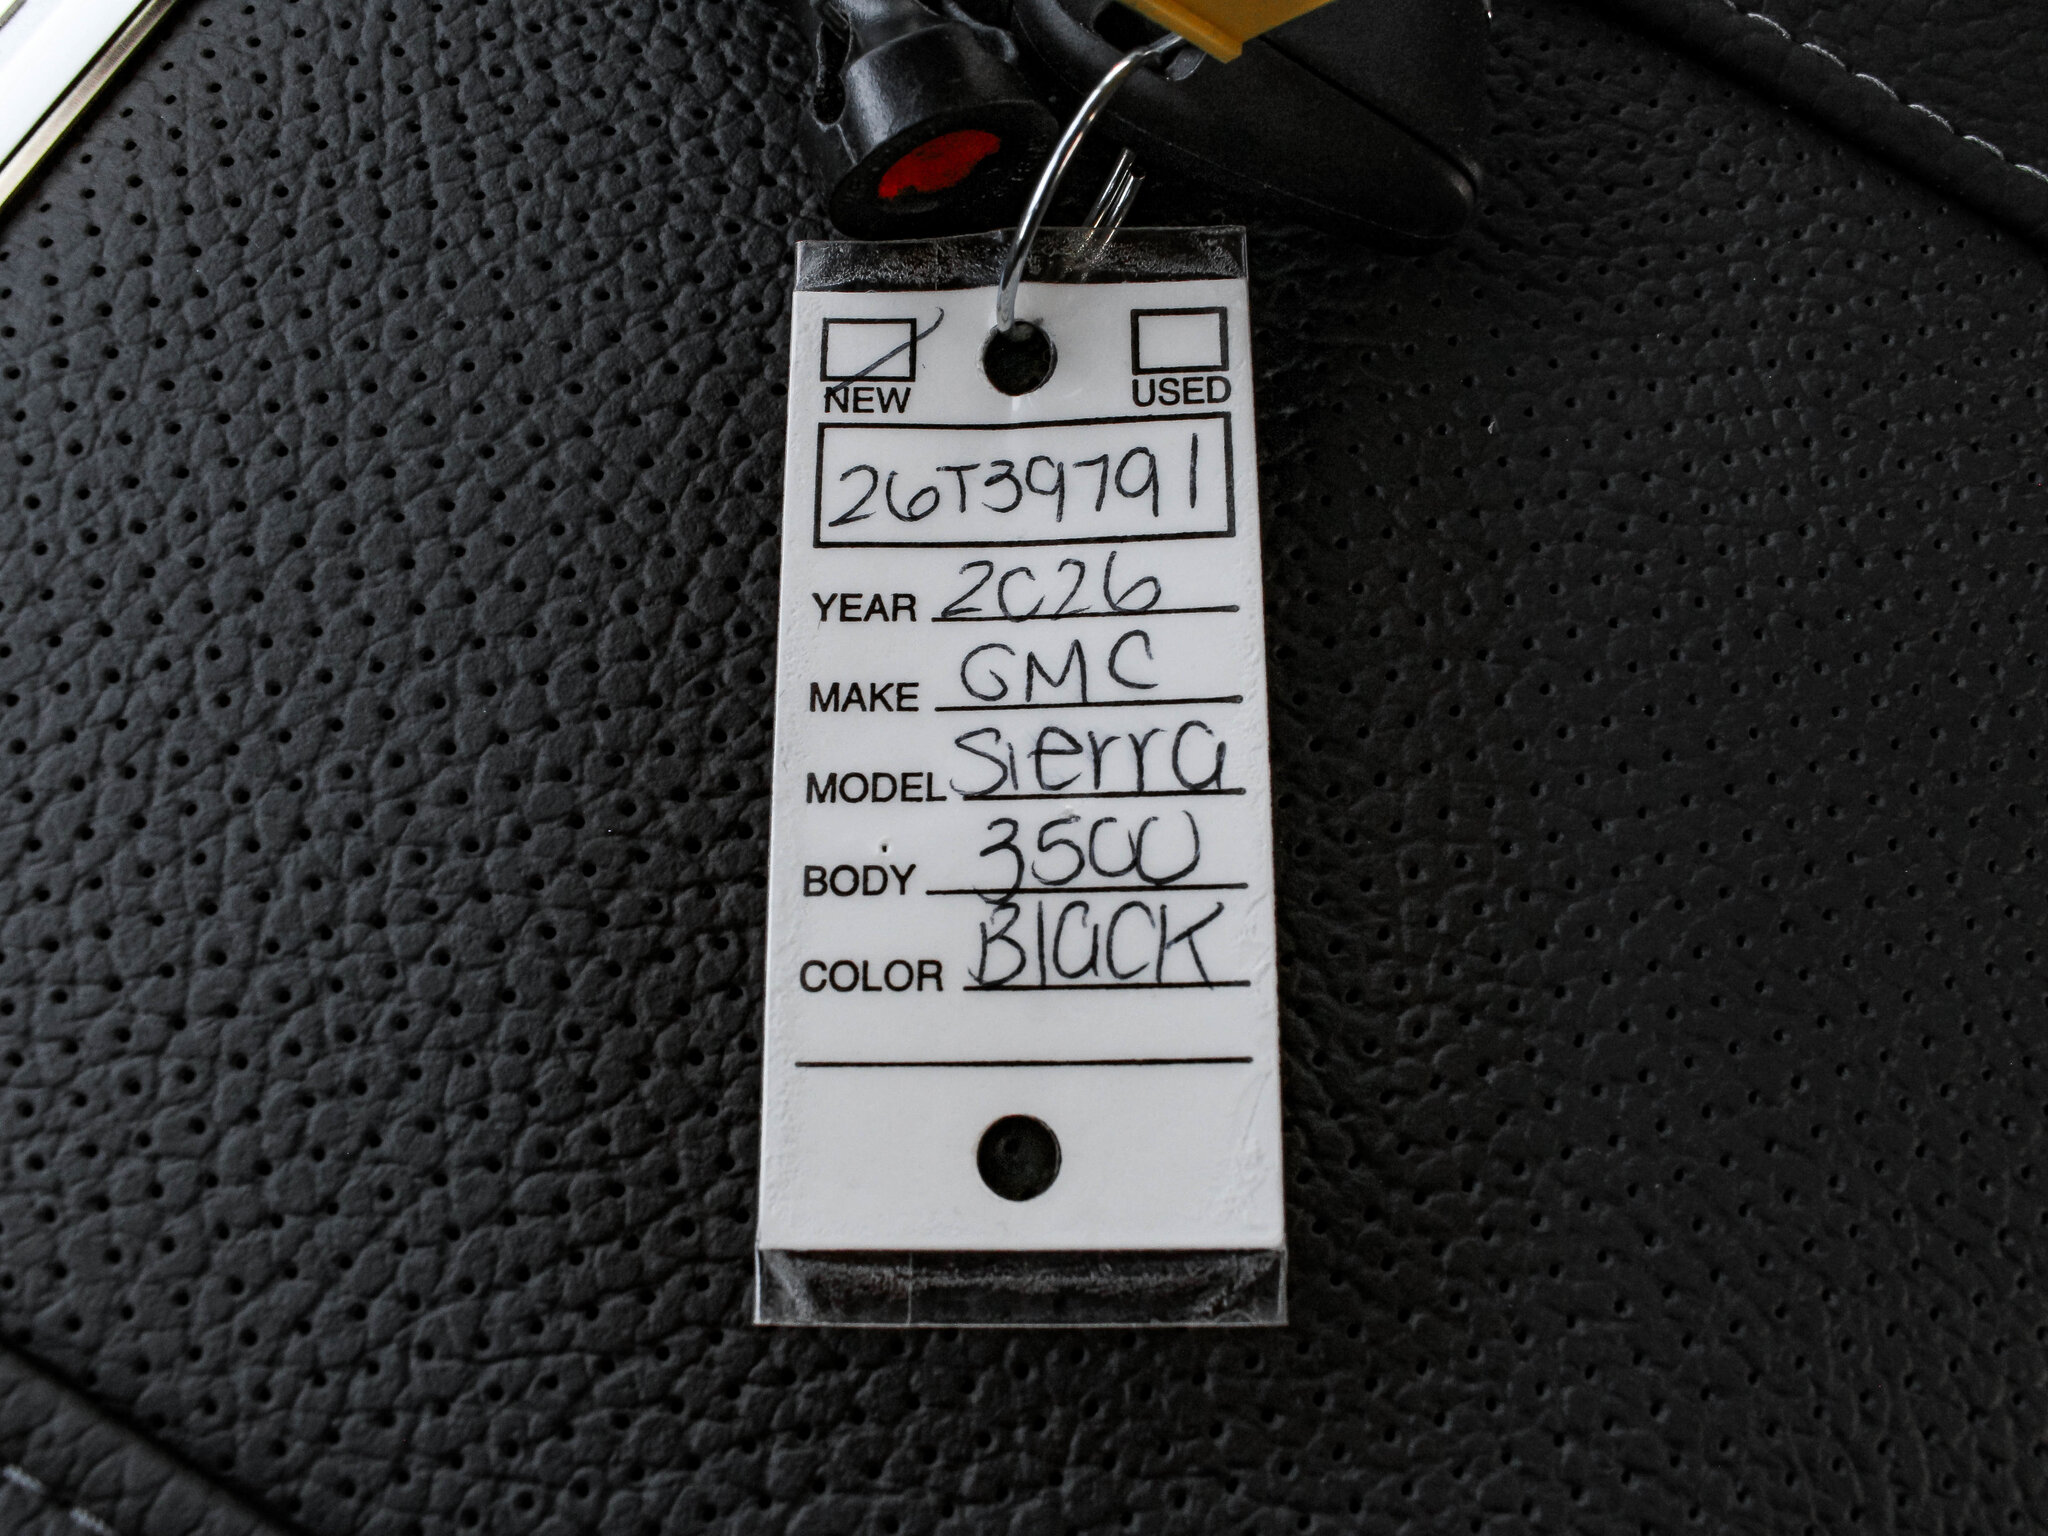 NEW USED
26T39791
YEAR 2026
MAKE GMC
MODEL Sierra
BODY 3500
COLOR Black